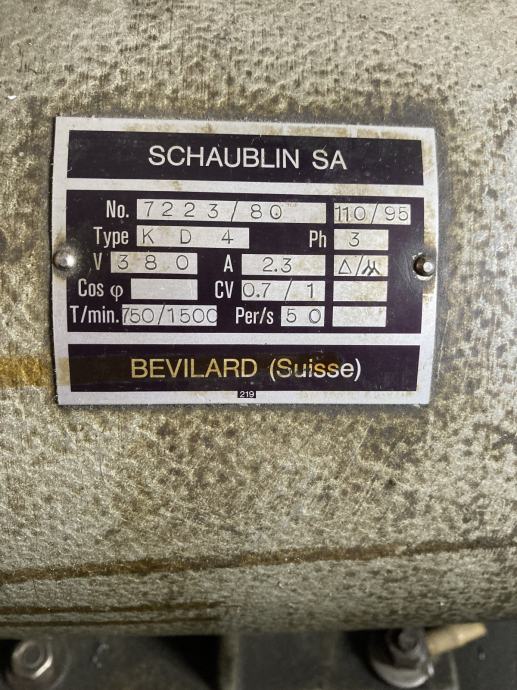 SCHAUBLIN SA
No. 7223/80 110/95
Type K D 4 Ph 3
V 380 A 2.3
Cos φ CV 0.7 / 1
T/min. 750/1500 Per/s 50
BEVILARD (Suisse)
219